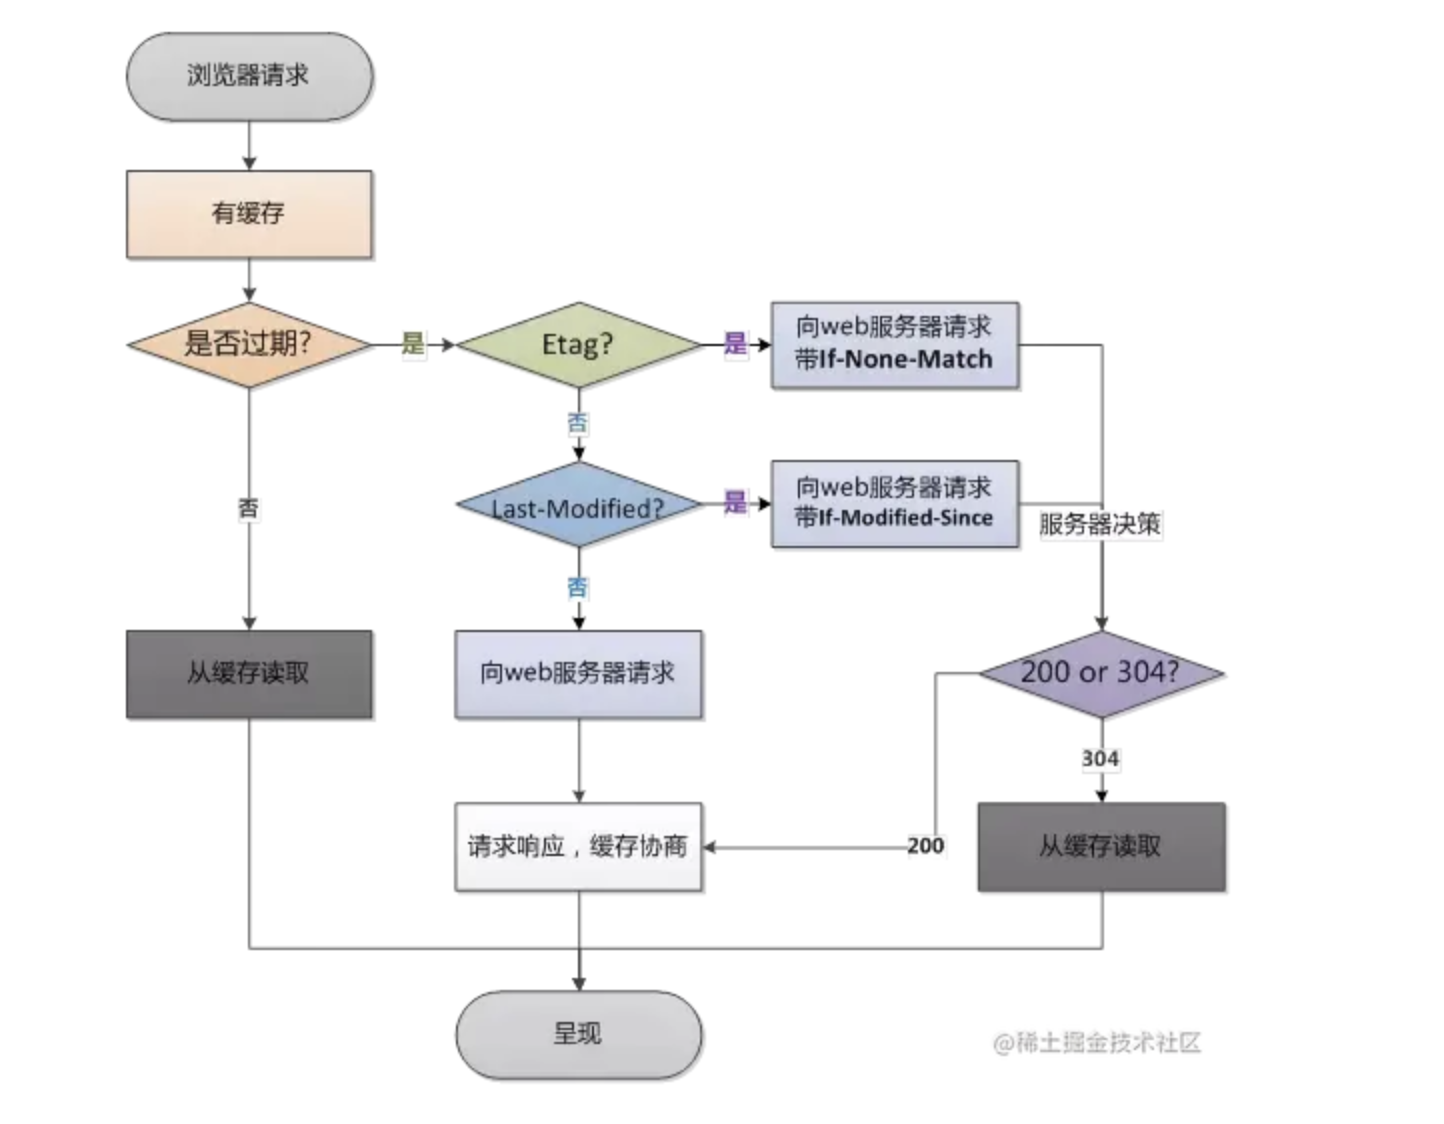 浏览器请求
有缓存
是否过期?
是
Etag?
是
向web服务器请求
带If-None-Match
否
否
Last-Modified?
是
向web服务器请求
带If-Modified-Since
服务器决策
否
从缓存读取
向web服务器请求
200 or 304?
304
请求响应，缓存协商
200
从缓存读取
呈现
@稀土掘金技术社区